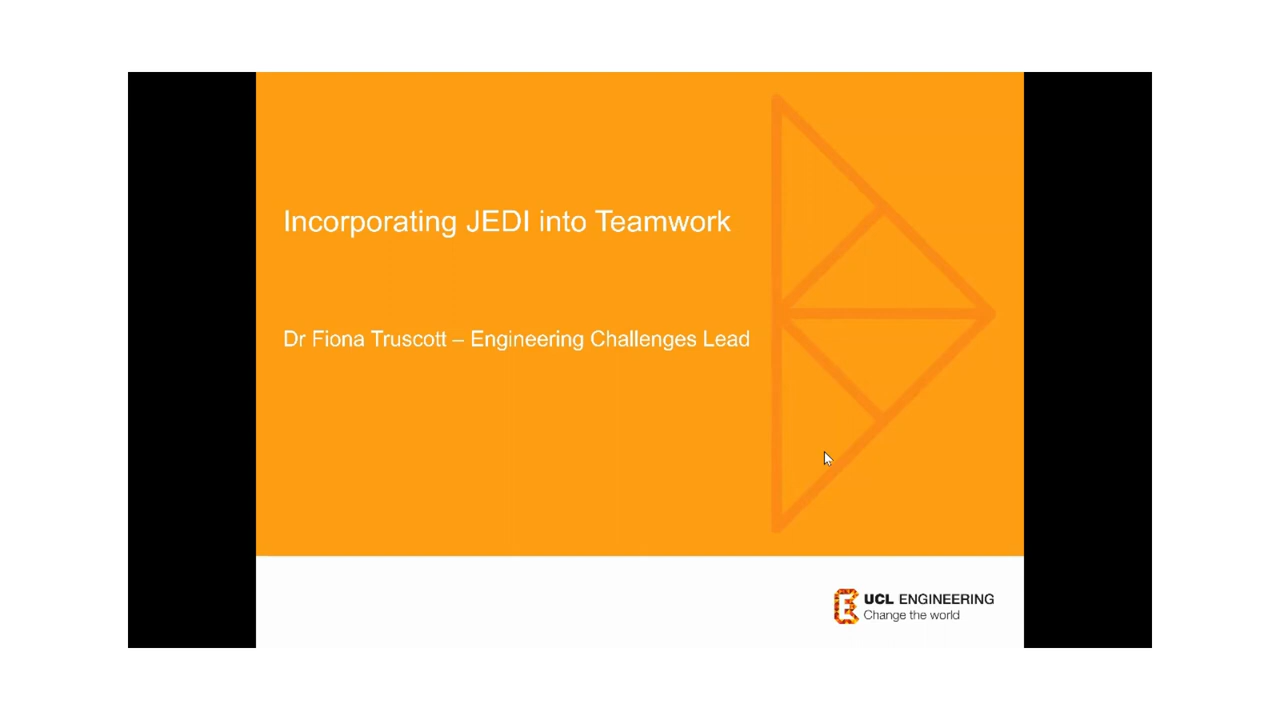 Incorporating JEDI into Teamwork
Dr Fiona Truscott – Engineering Challenges Lead
UCL ENGINEERING
Change the world